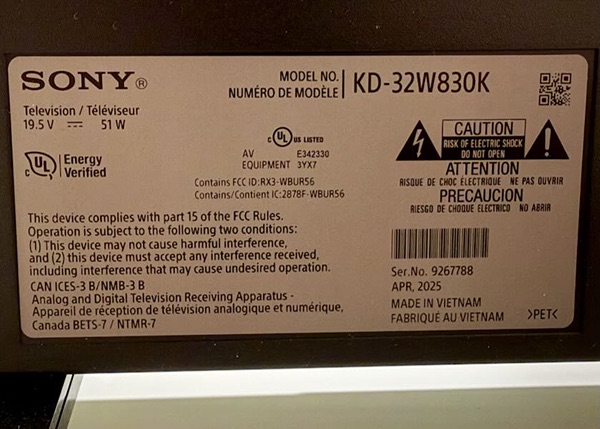 SONY®
MODEL NO.
NUMÉRO DE MODÈLE
KD-32W830K
Television / Téléviseur
19.5 V ⎓ 51 W
UL Energy
Verified
c UL US LISTED
AV E342330
EQUIPMENT 3YX7
Contains FCC ID:RX3-WBUR56
Contains/Contient IC:2878F-WBUR56
CAUTION
RISK OF ELECTRIC SHOCK
DO NOT OPEN
ATTENTION
RISQUE DE CHOC ELECTRIQUE NE PAS OUVRIR
PRECAUCION
RIESGO DE CHOQUE ELECTRICO NO ABRIR
This device complies with part 15 of the FCC Rules.
Operation is subject to the following two conditions:
(1) This device may not cause harmful interference,
and (2) this device must accept any interference received,
including interference that may cause undesired operation.
CAN ICES-3 B/NMB-3 B
Analog and Digital Television Receiving Apparatus -
Appareil de réception de télévision analogique et numérique,
Canada BETS-7 / NTMR-7
Ser.No. 9267788
APR, 2025
MADE IN VIETNAM
FABRIQUÉ AU VIETNAM >PET<